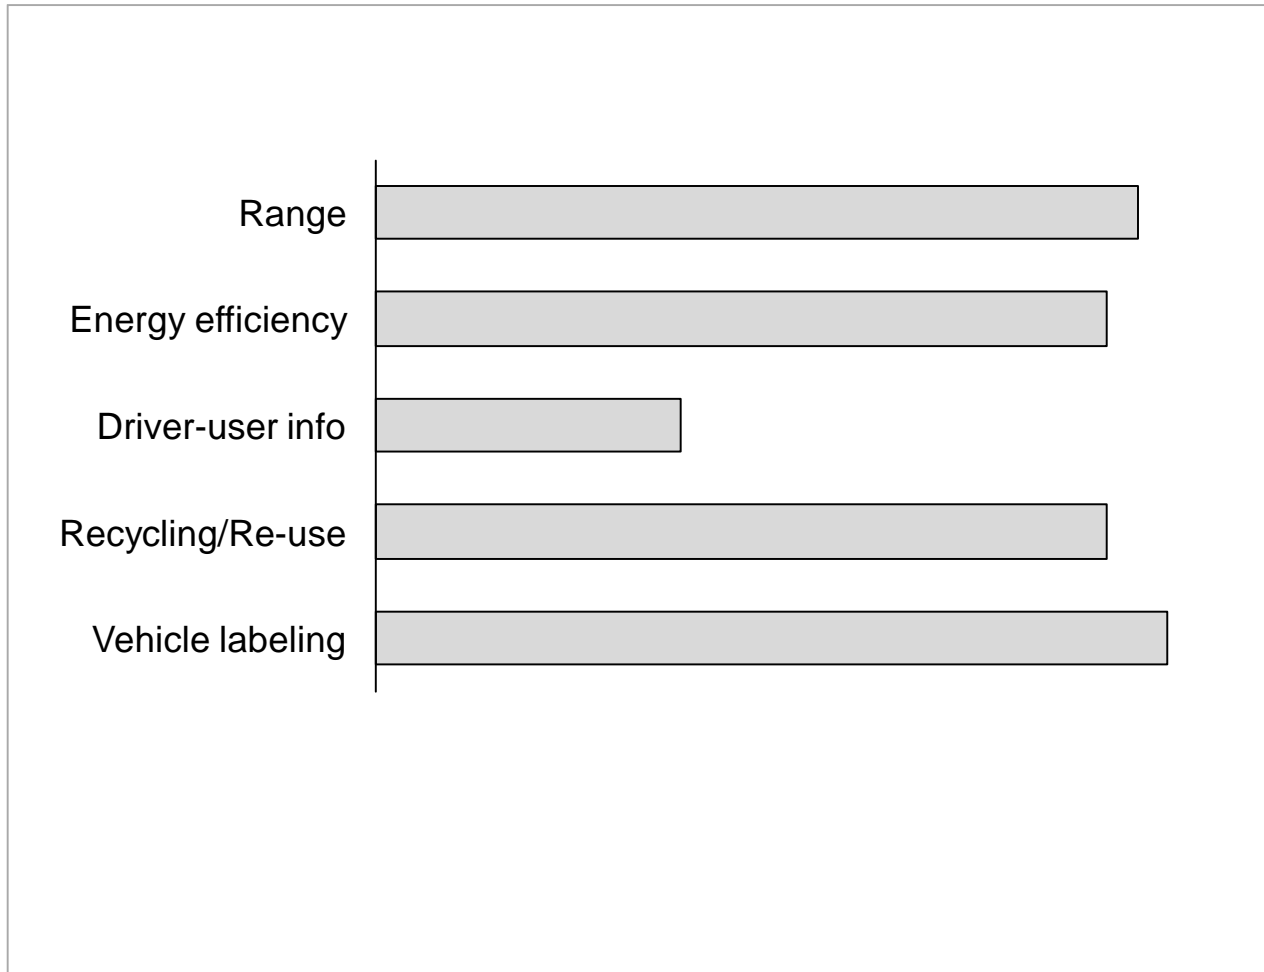 Range
Energy efficiency
Driver-user info
Recycling/Re-use
Vehicle labeling